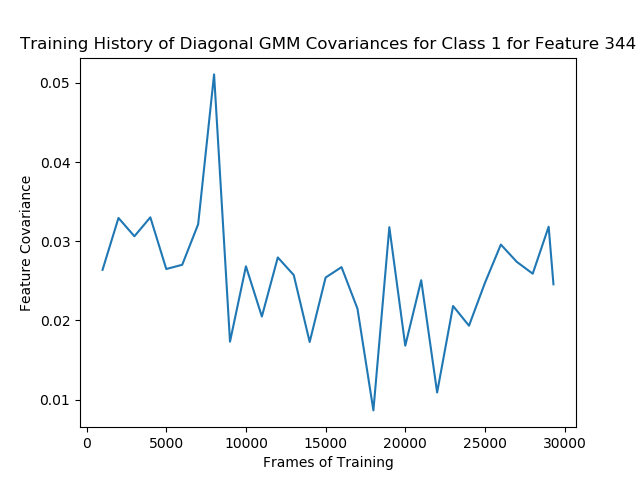 Training History of Diagonal GMM Covariances for Class 1 for Feature 344
0.05
0.04
0.03
0.02
0.01
Feature Covariance
0 5000 10000 15000 20000 25000 30000
Frames of Training